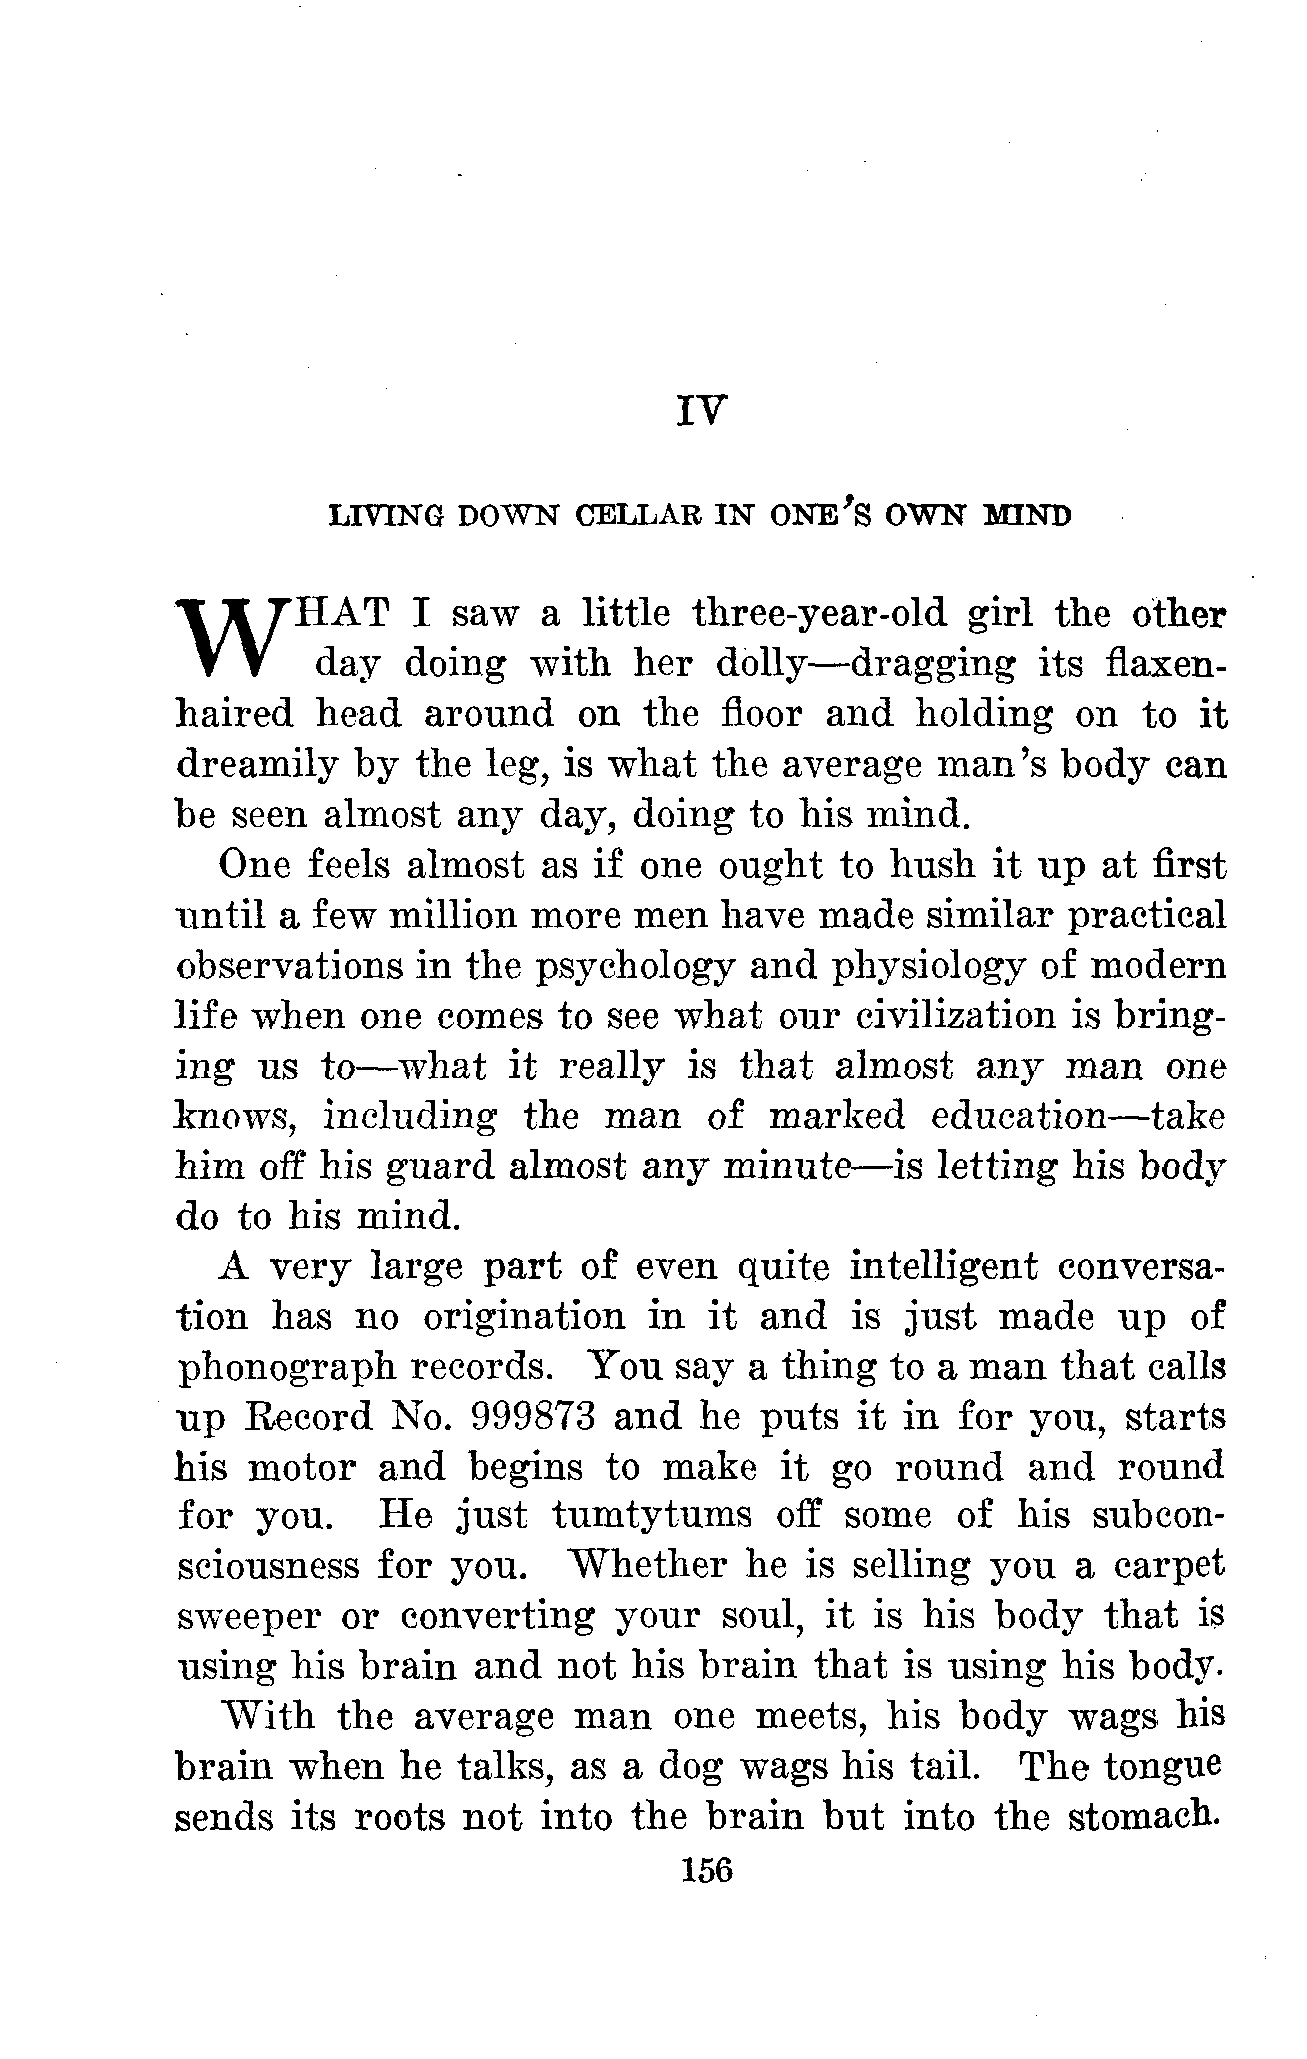 IV
LIVING DOWN CELLAR IN ONE'S OWN MIND
WHAT I saw a little three-year-old girl the other
day doing with her dolly—dragging its flaxen-
haired head around on the floor and holding on to it
dreamily by the leg, is what the average man's body can
be seen almost any day, doing to his mind.
One feels almost as if one ought to hush it up at first
until a few million more men have made similar practical
observations in the psychology and physiology of modern
life when one comes to see what our civilization is bring-
ing us to—what it really is that almost any man one
knows, including the man of marked education—take
him off his guard almost any minute—is letting his body
do to his mind.
A very large part of even quite intelligent conversa-
tion has no origination in it and is just made up of
phonograph records. You say a thing to a man that calls
up Record No. 999873 and he puts it in for you, starts
his motor and begins to make it go round and round
for you. He just tumtytums off some of his subcon-
sciousness for you. Whether he is selling you a carpet
sweeper or converting your soul, it is his body that is
using his brain and not his brain that is using his body.
With the average man one meets, his body wags his
brain when he talks, as a dog wags his tail. The tongue
sends its roots not into the brain but into the stomach.
156